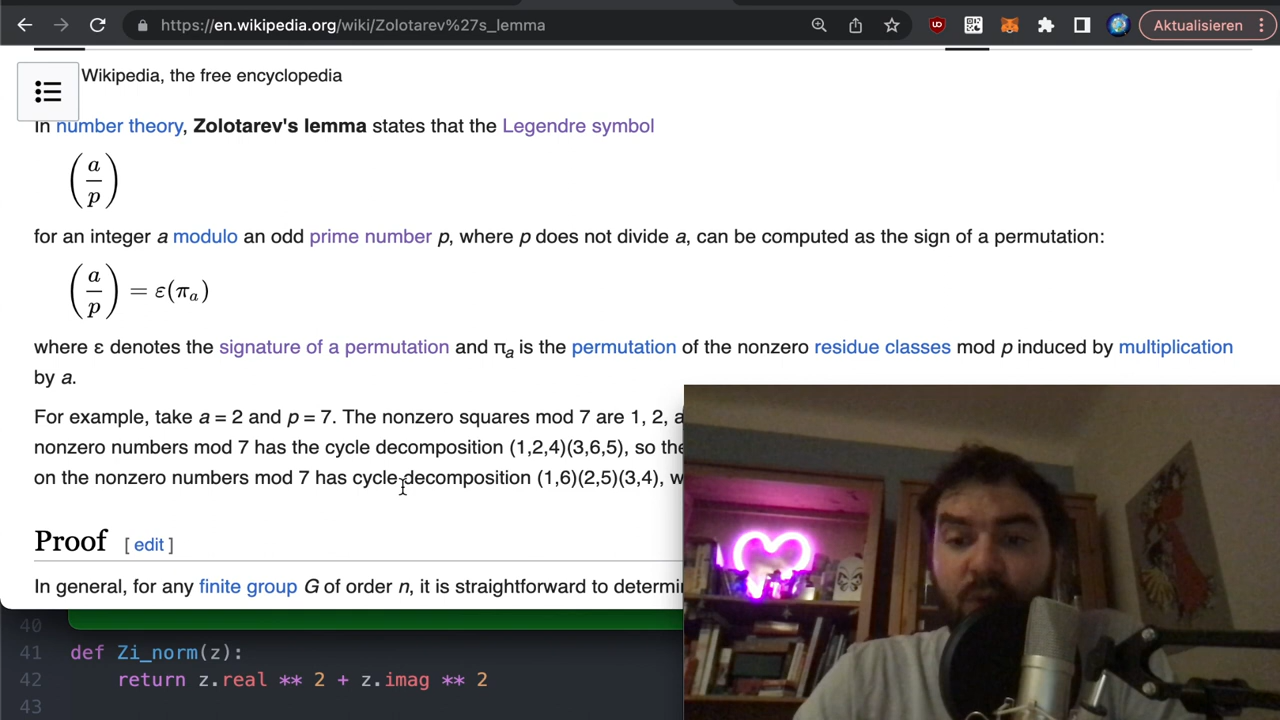 https://en.wikipedia.org/wiki/Zolotarev%27s_lemma
Aktualisieren
Wikipedia, the free encyclopedia
In number theory, Zolotarev's lemma states that the Legendre symbol
(a/p)
for an integer a modulo an odd prime number p, where p does not divide a, can be computed as the sign of a permutation:
(a/p) = ε(πa)
where ε denotes the signature of a permutation and πa is the permutation of the nonzero residue classes mod p induced by multiplication
by a.
For example, take a = 2 and p = 7. The nonzero squares mod 7 are 1, 2, a
nonzero numbers mod 7 has the cycle decomposition (1,2,4)(3,6,5), so the
on the nonzero numbers mod 7 has cycle decomposition (1,6)(2,5)(3,4), w
Proof [ edit ]
In general, for any finite group G of order n, it is straightforward to determi
40
41 def Zi_norm(z):
42 return z.real ** 2 + z.imag ** 2
43